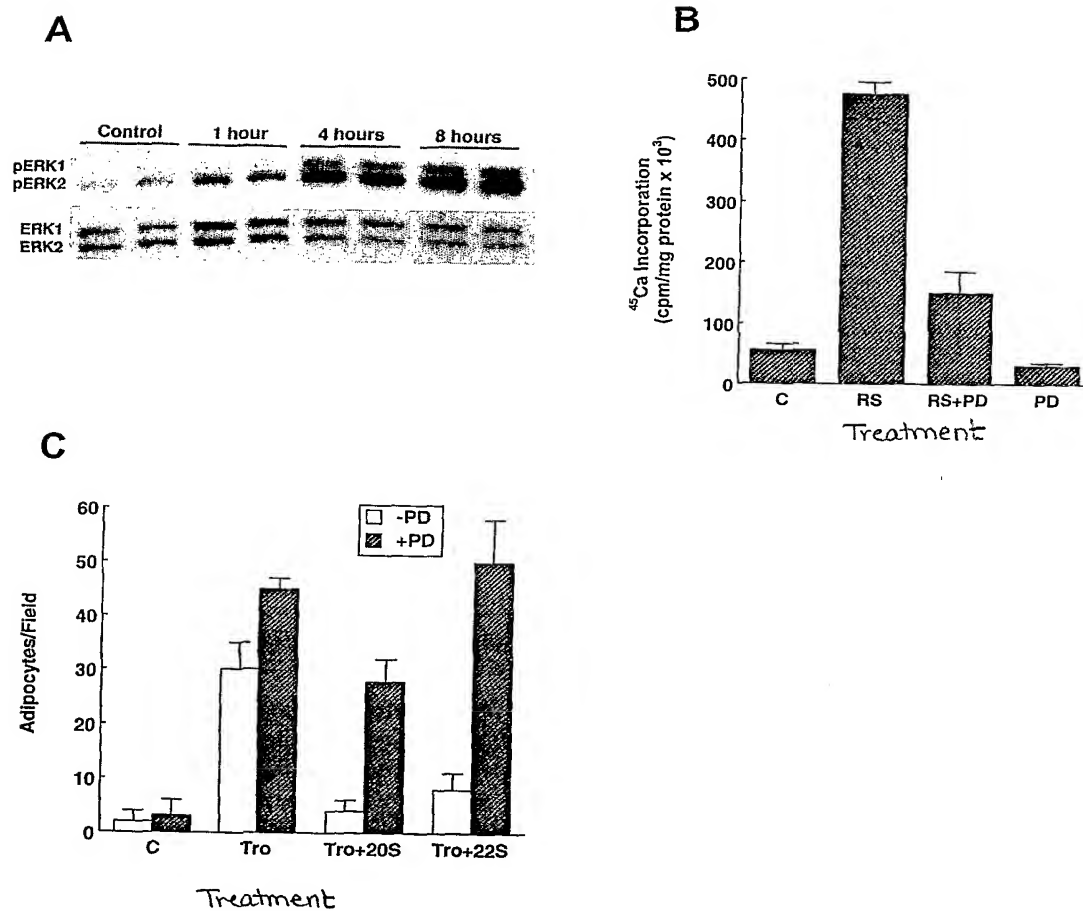 A
Control 1 hour 4 hours 8 hours
pERK1
pERK2
ERK1
ERK2
B
500
400
300
200
100
0
⁴⁵Ca Incorporation
(cpm/mg protein x 10³)
C RS RS+PD PD
Treatment
C
60
50
40
30
20
10
0
Adipocytes/Field
-PD
+PD
C Tro Tro+20S Tro+22S
Treatment